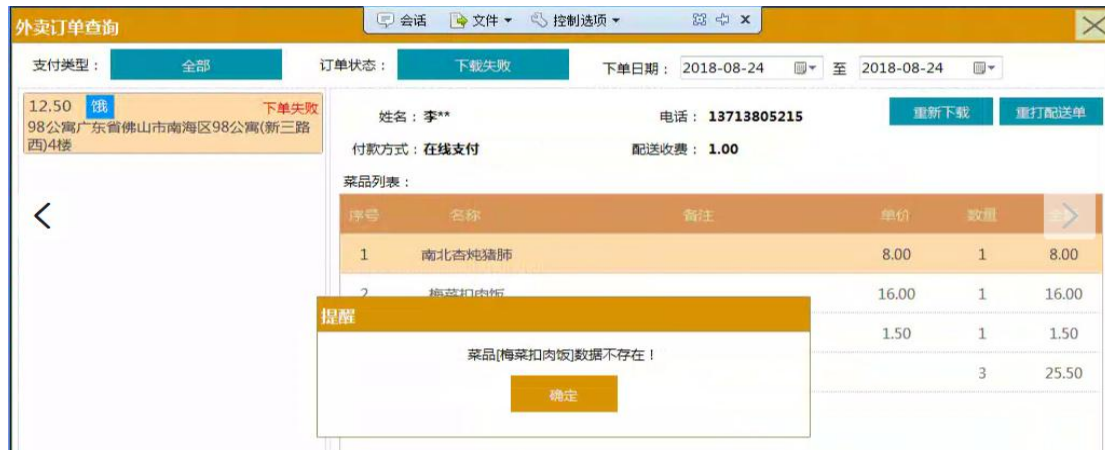 会话 文件 控制选项
外卖订单查询
支付类型： 全部 订单状态： 下载失败 下单日期： 2018-08-24 至 2018-08-24
12.50 饿 下单失败
98公寓广东省佛山市南海区98公寓(新三路
西)4楼
姓名：李** 电话： 13713805215 重新下载 重打配送单
付款方式：在线支付 配送收费： 1.00
菜品列表：
序号 名称 备注 单价 数量
1 南北杏炖猪肺 8.00 1 8.00
2 梅菜扣肉饭 16.00 1 16.00
1.50 1 1.50
3 25.50
提醒
菜品[梅菜扣肉饭]数据不存在！
确定